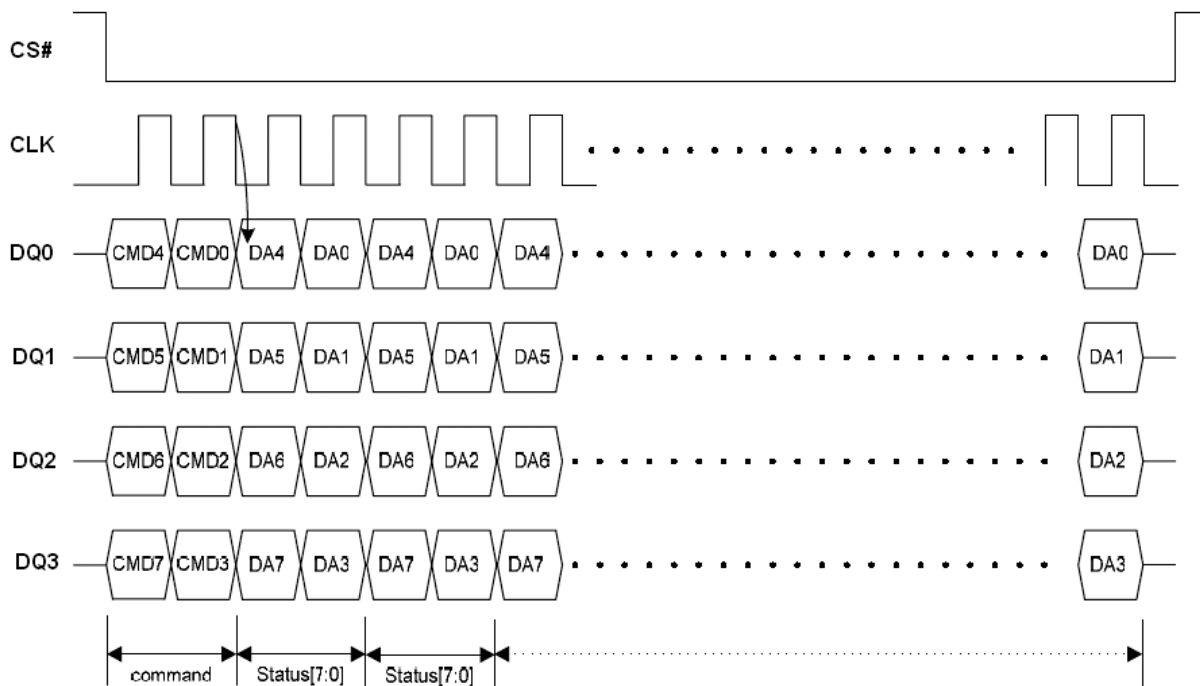 CS#
CLK
DQ0 CMD4 CMD0 DA4 DA0 DA4 DA0 DA4 DA0
DQ1 CMD5 CMD1 DA5 DA1 DA5 DA1 DA5 DA1
DQ2 CMD6 CMD2 DA6 DA2 DA6 DA2 DA6 DA2
DQ3 CMD7 CMD3 DA7 DA3 DA7 DA3 DA7 DA3
command Status[7:0] Status[7:0]